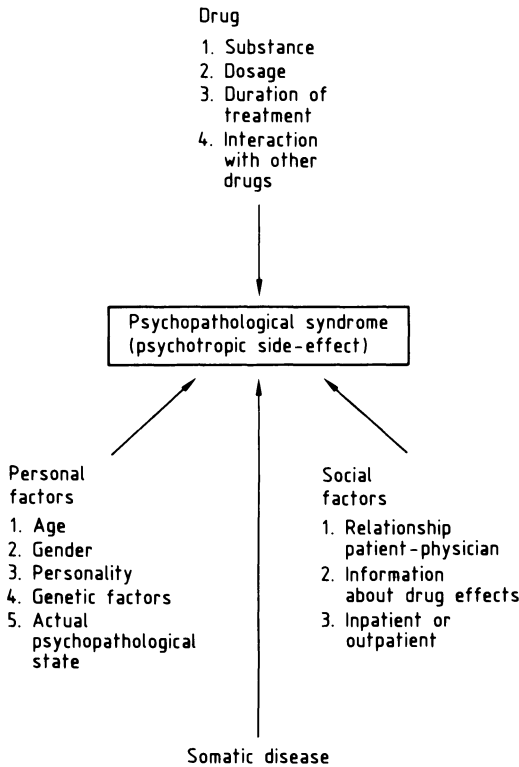 Drug
1. Substance
2. Dosage
3. Duration of
treatment
4. Interaction
with other
drugs
Psychopathological syndrome
(psychotropic side-effect)
Personal
factors
1. Age
2. Gender
3. Personality
4. Genetic factors
5. Actual
psychopathological
state
Social
factors
1. Relationship
patient-physician
2. Information
about drug effects
3. Inpatient or
outpatient
Somatic disease